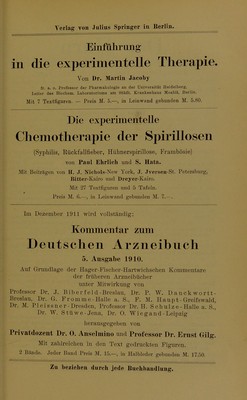 Verlag von Julius Springer in Berlin.
Einführung
in die experimentelle Therapie.
Von Dr. Martin Jacoby
tit. a. o. Professor der Pharmakologie an der Universität Heidelberg,
Leiter des Biochem. Laboratoriums am Städt. Krankenhaus Moabit, Berlin.
Mit 7 Textfiguren. — Preis M. 5.—, in Leinwand gebunden M. 5.80.
Die experimentelle
Chemotherapie der Spirillosen
(Syphilis, Rückfallfieber, Hühnerspirillose, Frambösie)
von Paul Ehrlich und S. Hata.
Mit Beiträgen von H. J. Nichols-New York, J. Iversen-St. Petersburg,
Bitter-Kairo und Dreyer-Kairo.
Mit 27 Textfiguren und 5 Tafeln.
Preis M. 6.—, in Leinwand gebunden M. 7.—.
Im Dezember 1911 wird vollständig:
Kommentar zum
Deutschen Arzneibuch
5. Ausgabe 1910.
Auf Grundlage der Hager-Fischer-Hartwichschen Kommentare
der früheren Arzneibücher
unter Mitwirkung von
Professor Dr. J. Biberfeld-Breslau, Dr. P. W. Danckwortt-
Breslau, Dr. G. Fromme-Halle a. S., F. M. Haupt-Greifswald,
Dr. M. Pleissner-Dresden, Professor Dr. H. Schulze-Halle a. S.,
Dr. W. Stüwe-Jena, Dr. O. Wiegand-Leipzig
herausgegeben von
Privatdozent Dr. O. Anselmino und Professor Dr. Ernst Gilg.
Mit zahlreichen in den Text gedruckten Figuren.
2 Bände. Jeder Band Preis M. 15.—, in Halbleder gebunden M. 17.50.
Zu beziehen durch jede Buchhandlung.